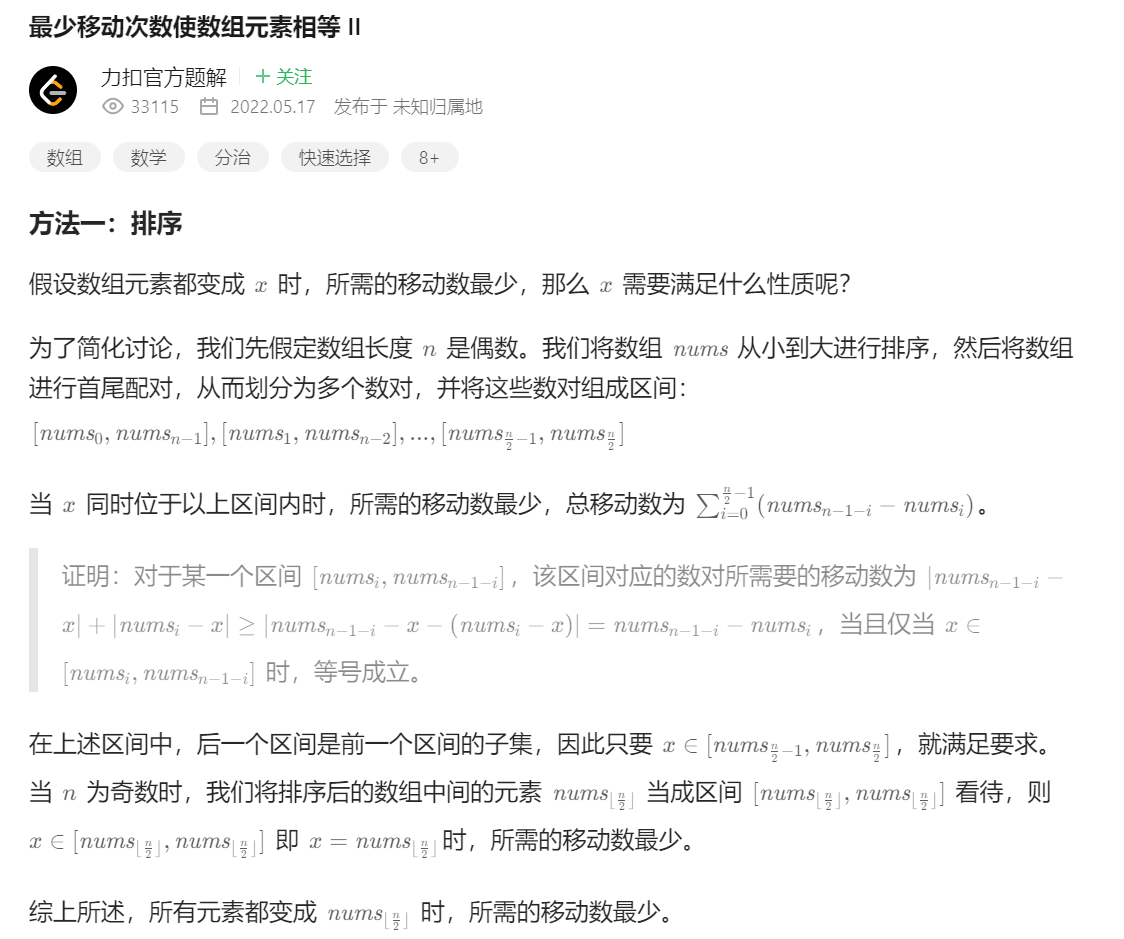 最少移动次数使数组元素相等 II
力扣官方题解 + 关注
33115 2022.05.17 发布于 未知归属地
数组 数学 分治 快速选择 8+
方法一：排序
假设数组元素都变成 x 时，所需的移动数最少，那么 x 需要满足什么性质呢？
为了简化讨论，我们先假定数组长度 n 是偶数。我们将数组 nums 从小到大进行排序，然后将数组
进行首尾配对，从而划分为多个数对，并将这些数对组成区间：
$[nums_0, nums_{n-1}], [nums_1, nums_{n-2}], ..., [nums_{\frac{n}{2}-1}, nums_{\frac{n}{2}}]$
当 x 同时位于以上区间内时，所需的移动数最少，总移动数为 $\sum_{i=0}^{\frac{n}{2}-1}(nums_{n-1-i} - nums_i)$。
证明：对于某一个区间 $[nums_i, nums_{n-1-i}]$，该区间对应的数对所需要的移动数为 $|nums_{n-1-i} -$
$x| + |nums_i - x| \geq |nums_{n-1-i} - x - (nums_i - x)| = nums_{n-1-i} - nums_i$，当且仅当 $x \in$
$[nums_i, nums_{n-1-i}]$ 时，等号成立。
在上述区间中，后一个区间是前一个区间的子集，因此只要 $x \in [nums_{\frac{n}{2}-1}, nums_{\frac{n}{2}}]$，就满足要求。
当 n 为奇数时，我们将排序后的数组中间的元素 $nums_{\lfloor\frac{n}{2}\rfloor}$ 当成区间 $[nums_{\lfloor\frac{n}{2}\rfloor}, nums_{\lfloor\frac{n}{2}\rfloor}]$ 看待，则
$x \in [nums_{\lfloor\frac{n}{2}\rfloor}, nums_{\lfloor\frac{n}{2}\rfloor}]$ 即 $x = nums_{\lfloor\frac{n}{2}\rfloor}$ 时，所需的移动数最少。
综上所述，所有元素都变成 $nums_{\lfloor\frac{n}{2}\rfloor}$ 时，所需的移动数最少。